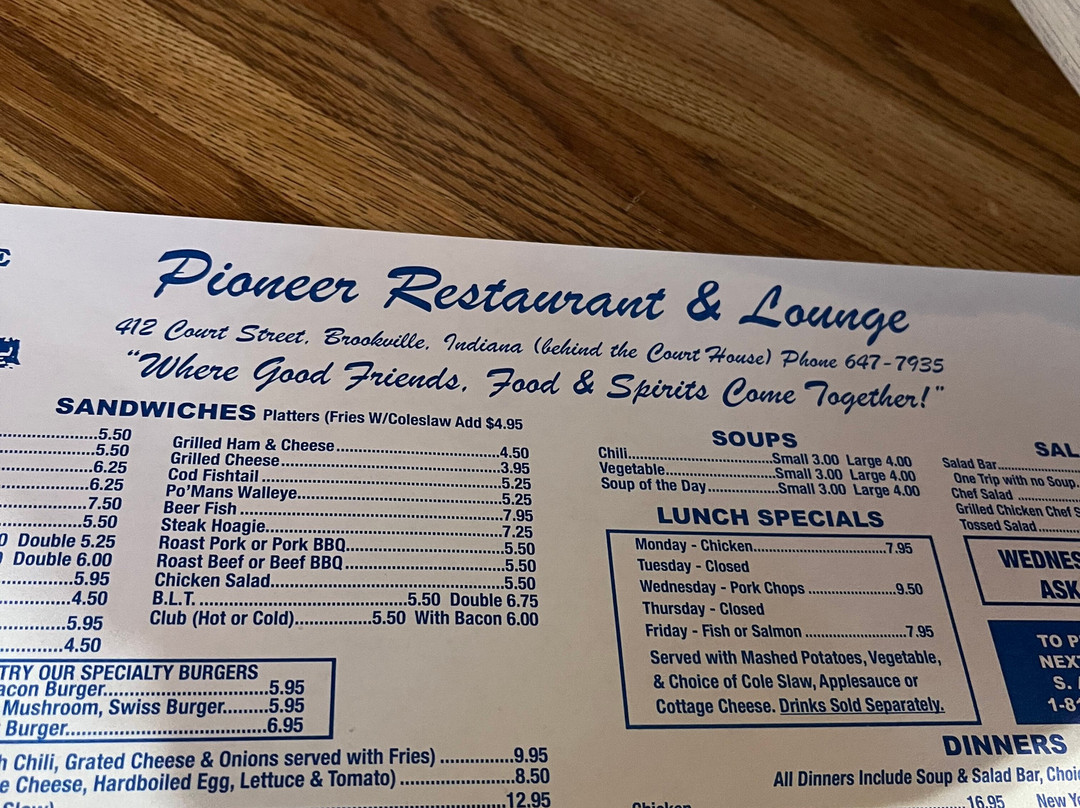 Pioneer Restaurant & Lounge
412 Court Street, Brookville, Indiana (behind the Court House) Phone 647-7935
"Where Good Friends, Food & Spirits Come Together!"
SANDWICHES Platters (Fries W/Coleslaw Add $4.95
.....5.50
.....5.50
.....6.25
.....6.25
.....7.50
.....5.50
0 Double 5.25
Double 6.00
.....5.95
.....4.50
.....5.95
.....4.50
Grilled Ham & Cheese.....4.50
Grilled Cheese.....3.95
Cod Fishtail.....5.25
Po'Mans Walleye.....5.25
Beer Fish.....7.95
Steak Hoagie.....7.25
Roast Pork or Pork BBQ.....5.50
Roast Beef or Beef BBQ.....5.50
Chicken Salad.....5.50
B.L.T......5.50 Double 6.75
Club (Hot or Cold).....5.50 With Bacon 6.00
TRY OUR SPECIALTY BURGERS
acon Burger.....5.95
Mushroom, Swiss Burger.....5.95
Burger.....6.95
h Chili, Grated Cheese & Onions served with Fries).....9.95
e Cheese, Hardboiled Egg, Lettuce & Tomato).....8.50
.....12.95
SOUPS
Chili.....Small 3.00 Large 4.00
Vegetable.....Small 3.00 Large 4.00
Soup of the Day.....Small 3.00 Large 4.00
LUNCH SPECIALS
Monday - Chicken.....7.95
Tuesday - Closed
Wednesday - Pork Chops.....9.50
Thursday - Closed
Friday - Fish or Salmon.....7.95
Served with Mashed Potatoes, Vegetable,
& Choice of Cole Slaw, Applesauce or
Cottage Cheese. Drinks Sold Separately.
SAL
Salad Bar.....
One Trip with no Soup.
Chef Salad.....
Grilled Chicken Chef S
Tossed Salad.....
WEDNES
ASK
TO P
NEX
S.
1-81
DINNERS
All Dinners Include Soup & Salad Bar, Choi
Chicken.....16.95 New Yo